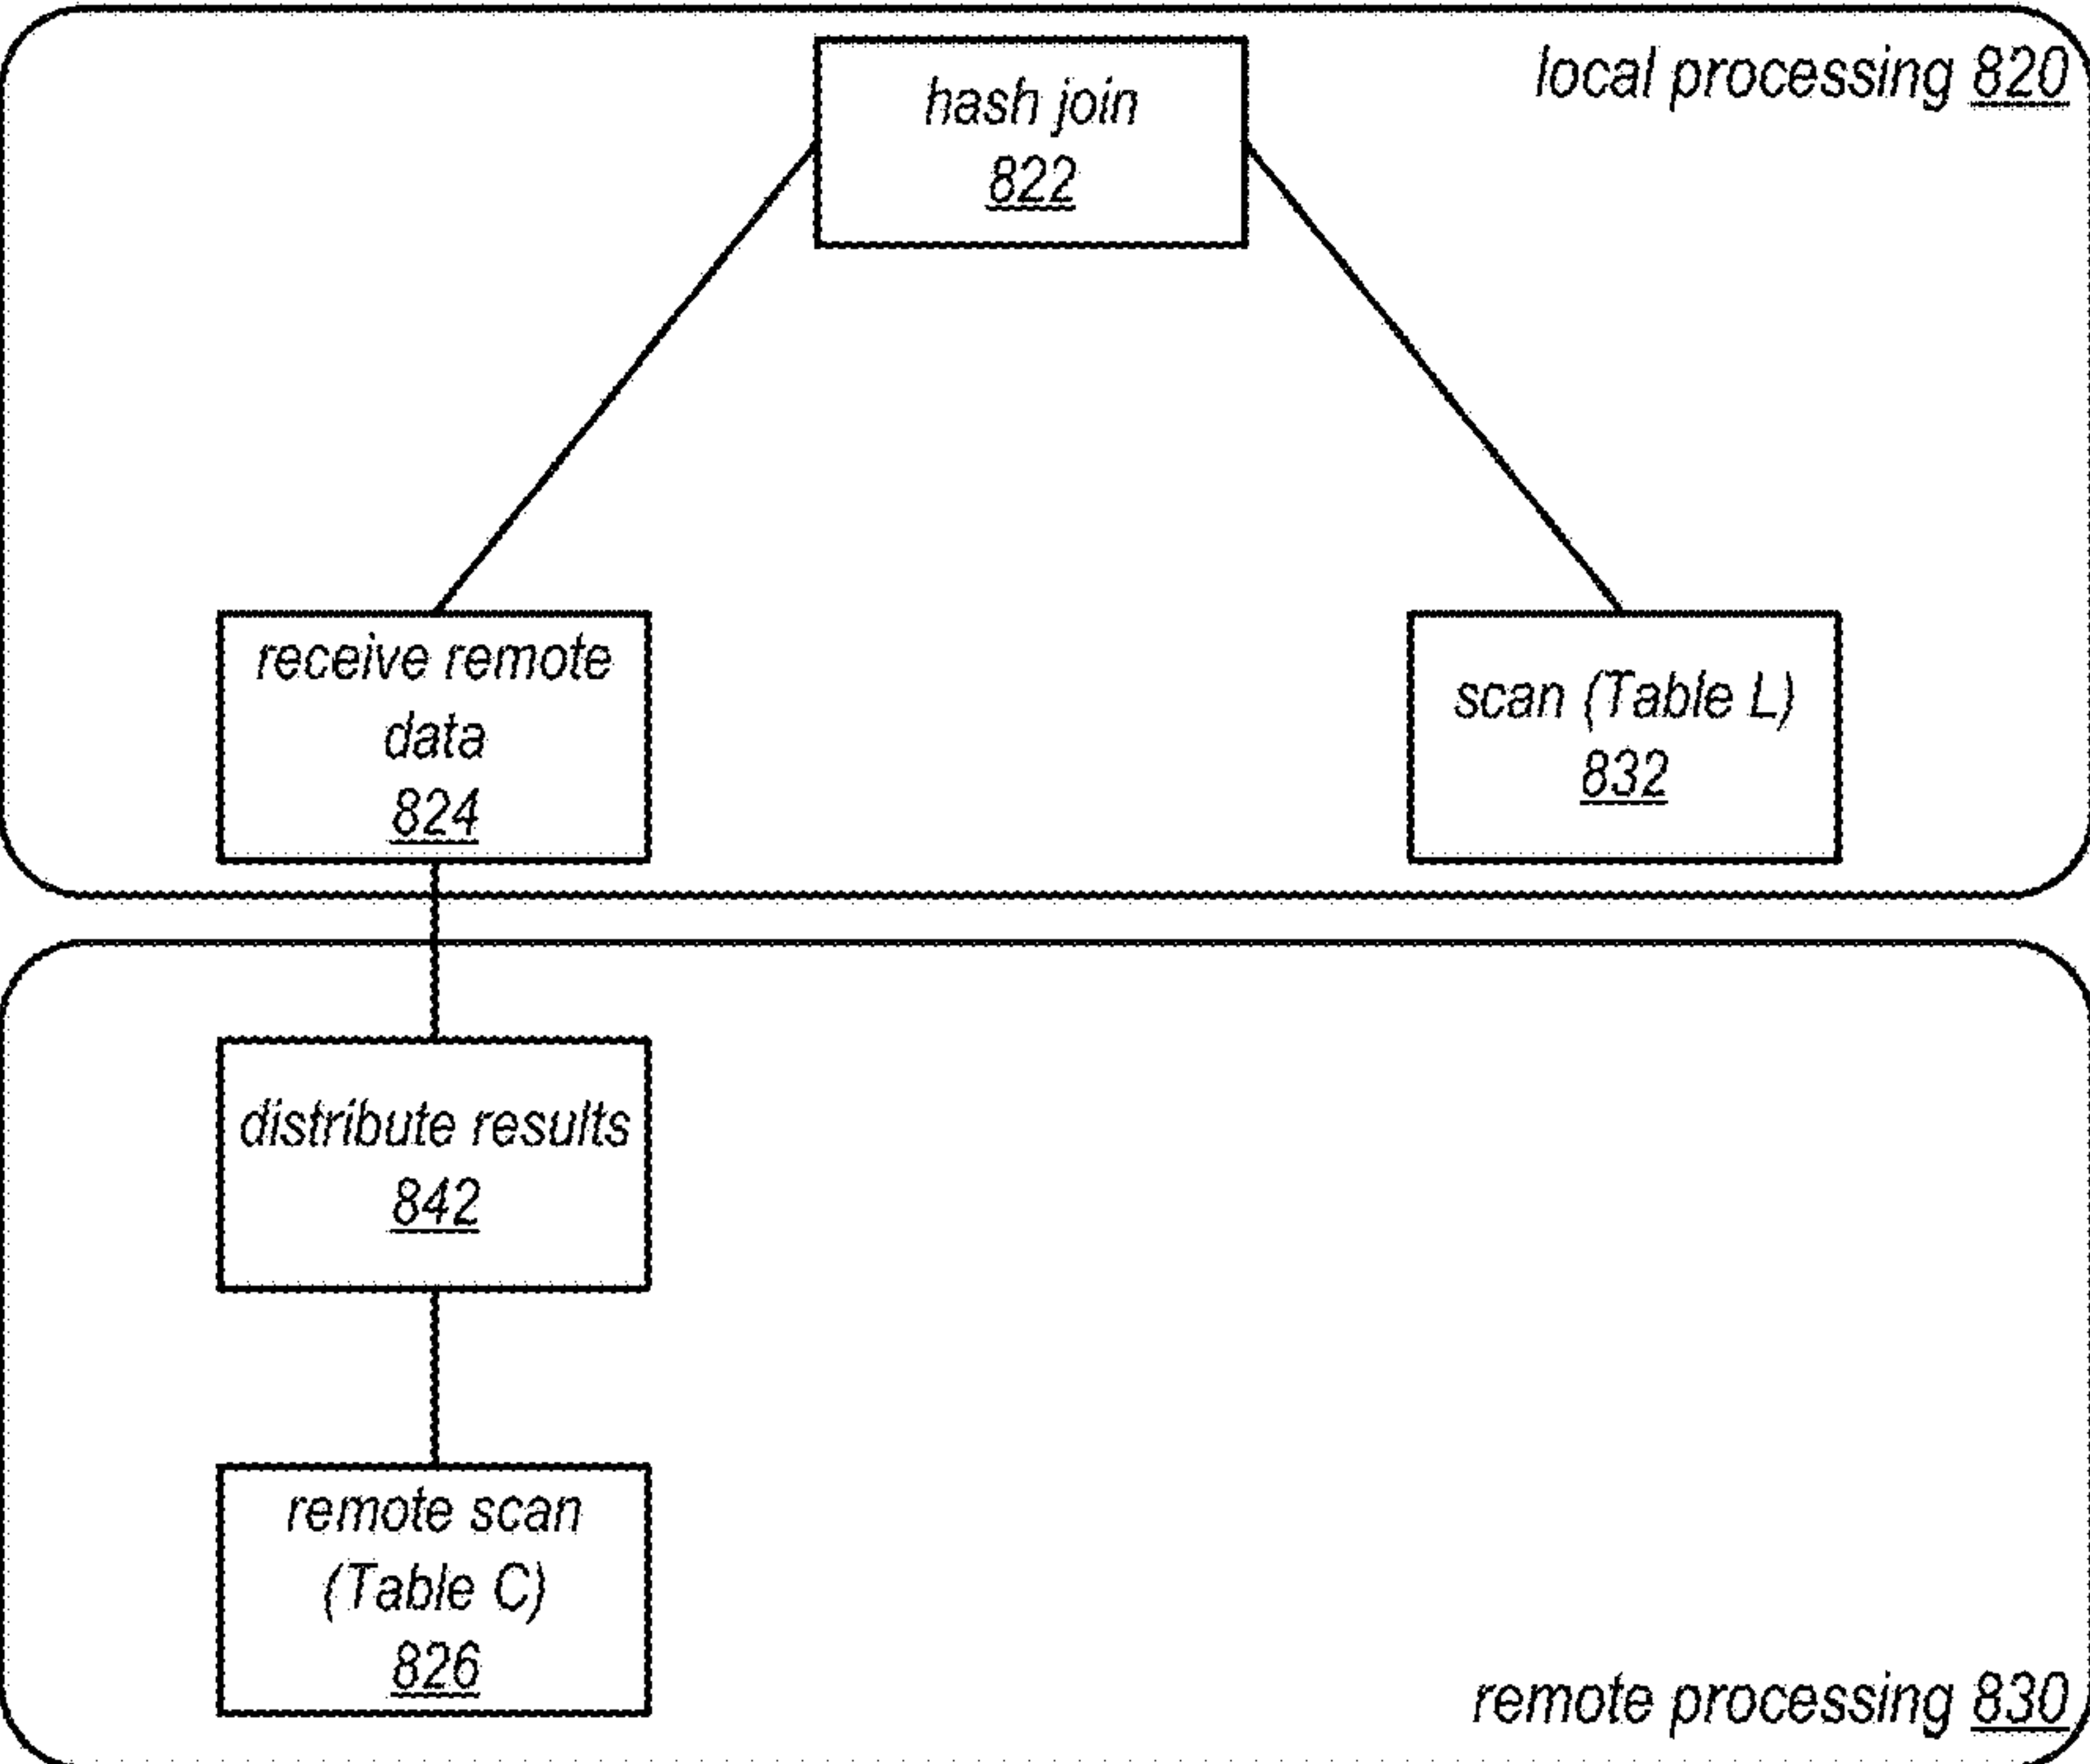 local processing 820
hash join
822
receive remote
data
824
scan (Table L)
832
distribute results
842
remote scan
(Table C)
826
remote processing 830